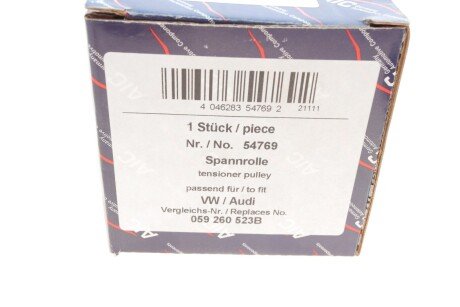 4 046283 54769 2 21111
1 Stück / piece
Nr. / No. 54769
Spannrolle
tensioner pulley
passend für / to fit
VW / Audi
Vergleichs-Nr. / Replaces No.
059 260 523B